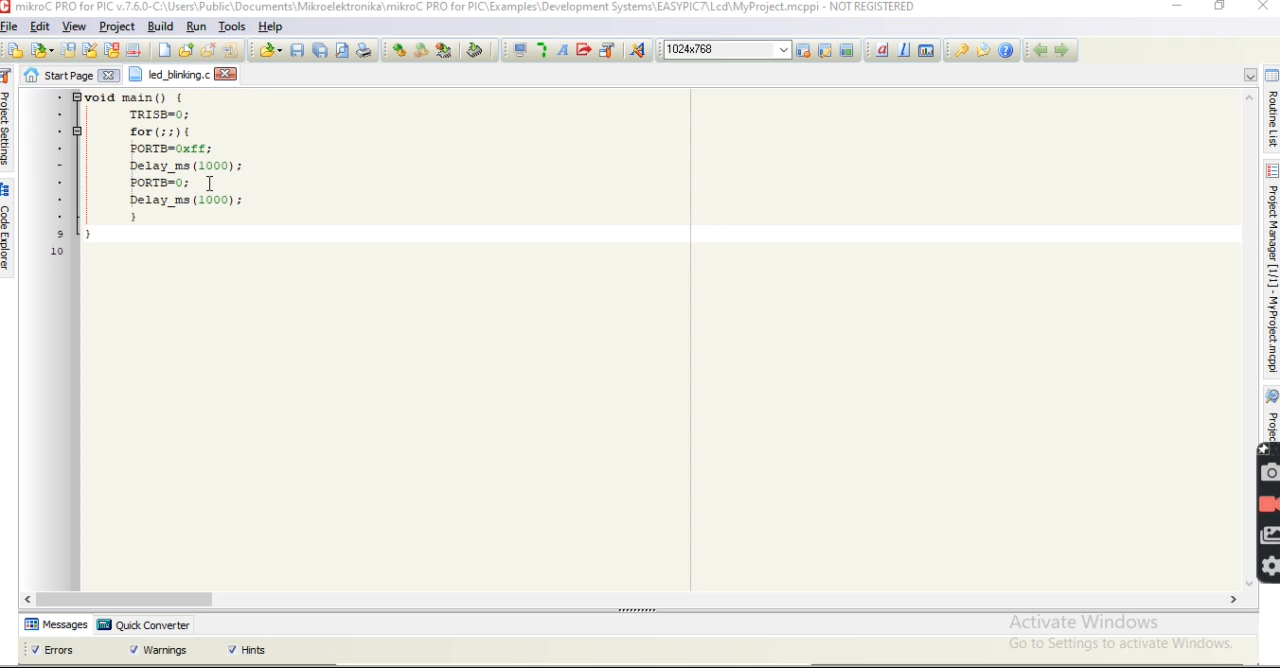 mikroC PRO for PIC v.7.6.0-C:\Users\Public\Documents\Mikroelektronika\mikroC PRO for PIC\Examples\Development Systems\EASYPIC7\Lcd\MyProject.mcppi - NOT REGISTERED
File Edit View Project Build Run Tools Help
1024x768
Start Page led_blinking.c
void main() {
TRISB=0;
for(;;){
PORTB=0xff;
Delay_ms(1000);
PORTB=0;
Delay_ms(1000);
}
9 }
10
Project Settings
Code Explorer
Routine List
Project Manager [1/1] - MyProject.mcppi
Projec
Messages Quick Converter
Errors Warnings Hints
Activate Windows
Go to Settings to activate Windows.